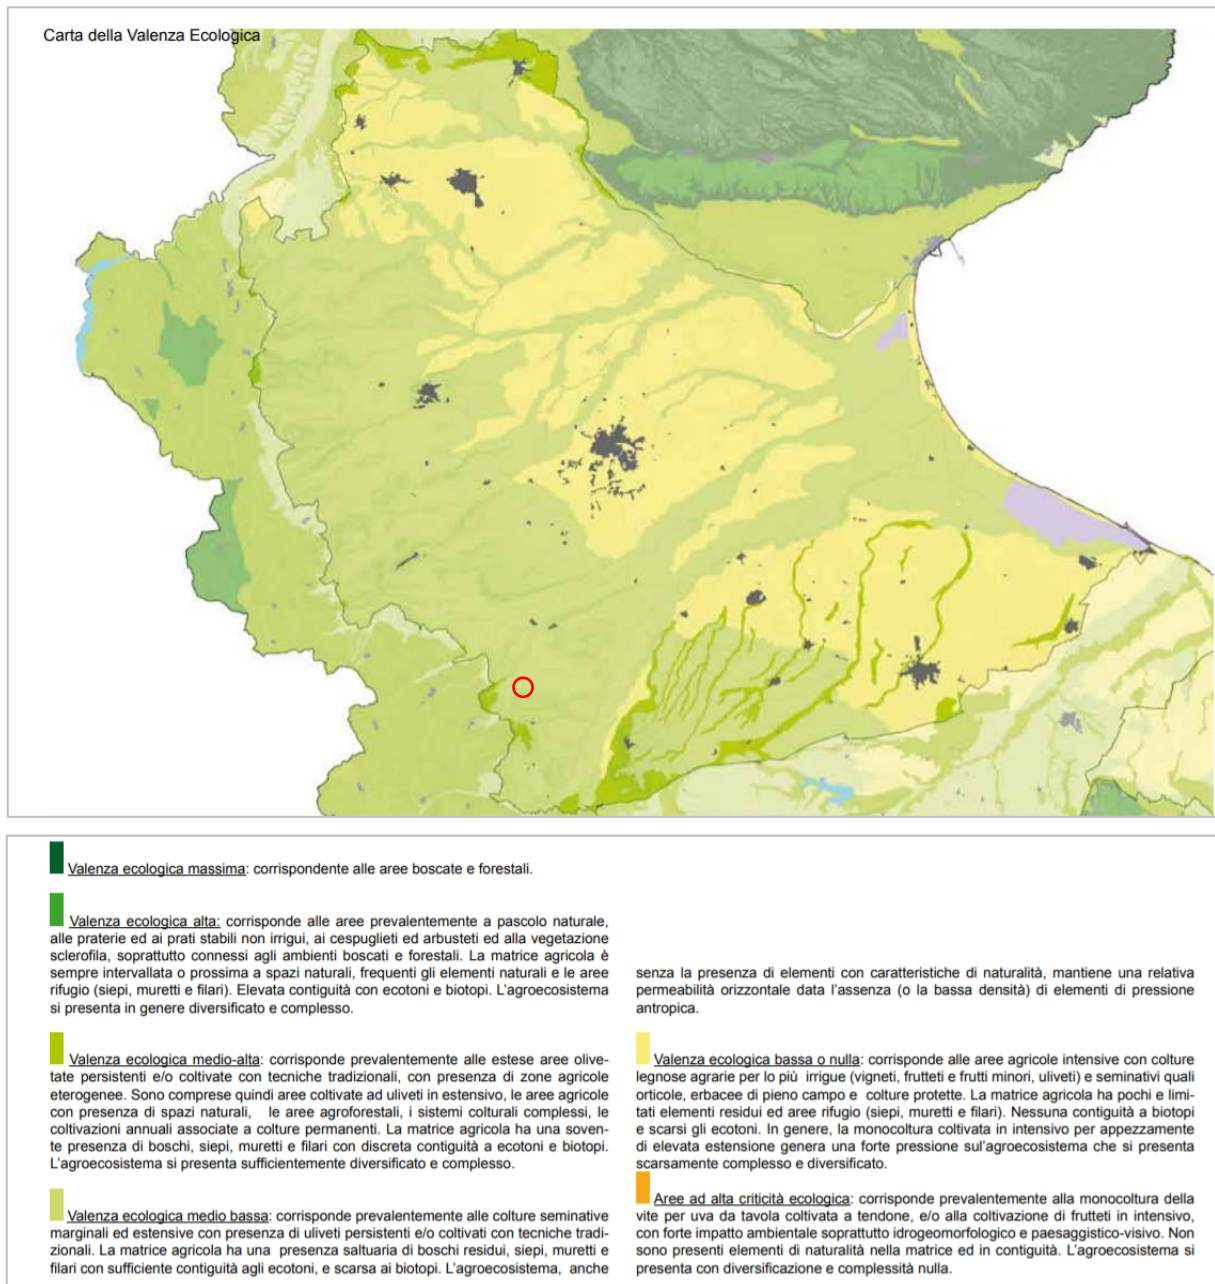 Carta della Valenza Ecologica
Valenza ecologica massima: corrispondente alle aree boscate e forestali.
Valenza ecologica alta: corrisponde alle aree prevalentemente a pascolo naturale,
alle praterie ed ai prati stabili non irrigui, ai cespuglieti ed arbusteti ed alla vegetazione
sclerofila, soprattutto connessi agli ambienti boscati e forestali. La matrice agricola è
sempre intervallata o prossima a spazi naturali, frequenti gli elementi naturali e le aree
rifugio (siepi, muretti e filari). Elevata contiguità con ecotoni e biotopi. L'agroecosistema
si presenta in genere diversificato e complesso.
Valenza ecologica medio-alta: corrisponde prevalentemente alle estese aree olive-
tate persistenti e/o coltivate con tecniche tradizionali, con presenza di zone agricole
eterogenee. Sono comprese quindi aree coltivate ad uliveti in estensivo, le aree agricole
con presenza di spazi naturali, le aree agroforestali, i sistemi colturali complessi, le
coltivazioni annuali associate a colture permanenti. La matrice agricola ha una soven-
te presenza di boschi, siepi, muretti e filari con discreta contiguità a ecotoni e biotopi.
L'agroecosistema si presenta sufficientemente diversificato e complesso.
Valenza ecologica medio bassa: corrisponde prevalentemente alle colture seminative
marginali ed estensive con presenza di uliveti persistenti e/o coltivati con tecniche tradi-
zionali. La matrice agricola ha una presenza saltuaria di boschi residui, siepi, muretti e
filari con sufficiente contiguità agli ecotoni, e scarsa ai biotopi. L'agroecosistema, anche
senza la presenza di elementi con caratteristiche di naturalità, mantiene una relativa
permeabilità orizzontale data l'assenza (o la bassa densità) di elementi di pressione
antropica.
Valenza ecologica bassa o nulla: corrisponde alle aree agricole intensive con colture
legnose agrarie per lo più irrigue (vigneti, frutteti e frutti minori, uliveti) e seminativi quali
orticole, erbacee di pieno campo e colture protette. La matrice agricola ha pochi e limi-
tati elementi residui ed aree rifugio (siepi, muretti e filari). Nessuna contiguità a biotopi
e scarsi gli ecotoni. In genere, la monocoltura coltivata in intensivo per appezzamente
di elevata estensione genera una forte pressione sul'agroecosistema che si presenta
scarsamente complesso e diversificato.
Aree ad alta criticità ecologica: corrisponde prevalentemente alla monocoltura della
vite per uva da tavola coltivata a tendone, e/o alla coltivazione di frutteti in intensivo,
con forte impatto ambientale soprattutto idrogeomorfologico e paesaggistico-visivo. Non
sono presenti elementi di naturalità nella matrice ed in contiguità. L'agroecosistema si
presenta con diversificazione e complessità nulla.